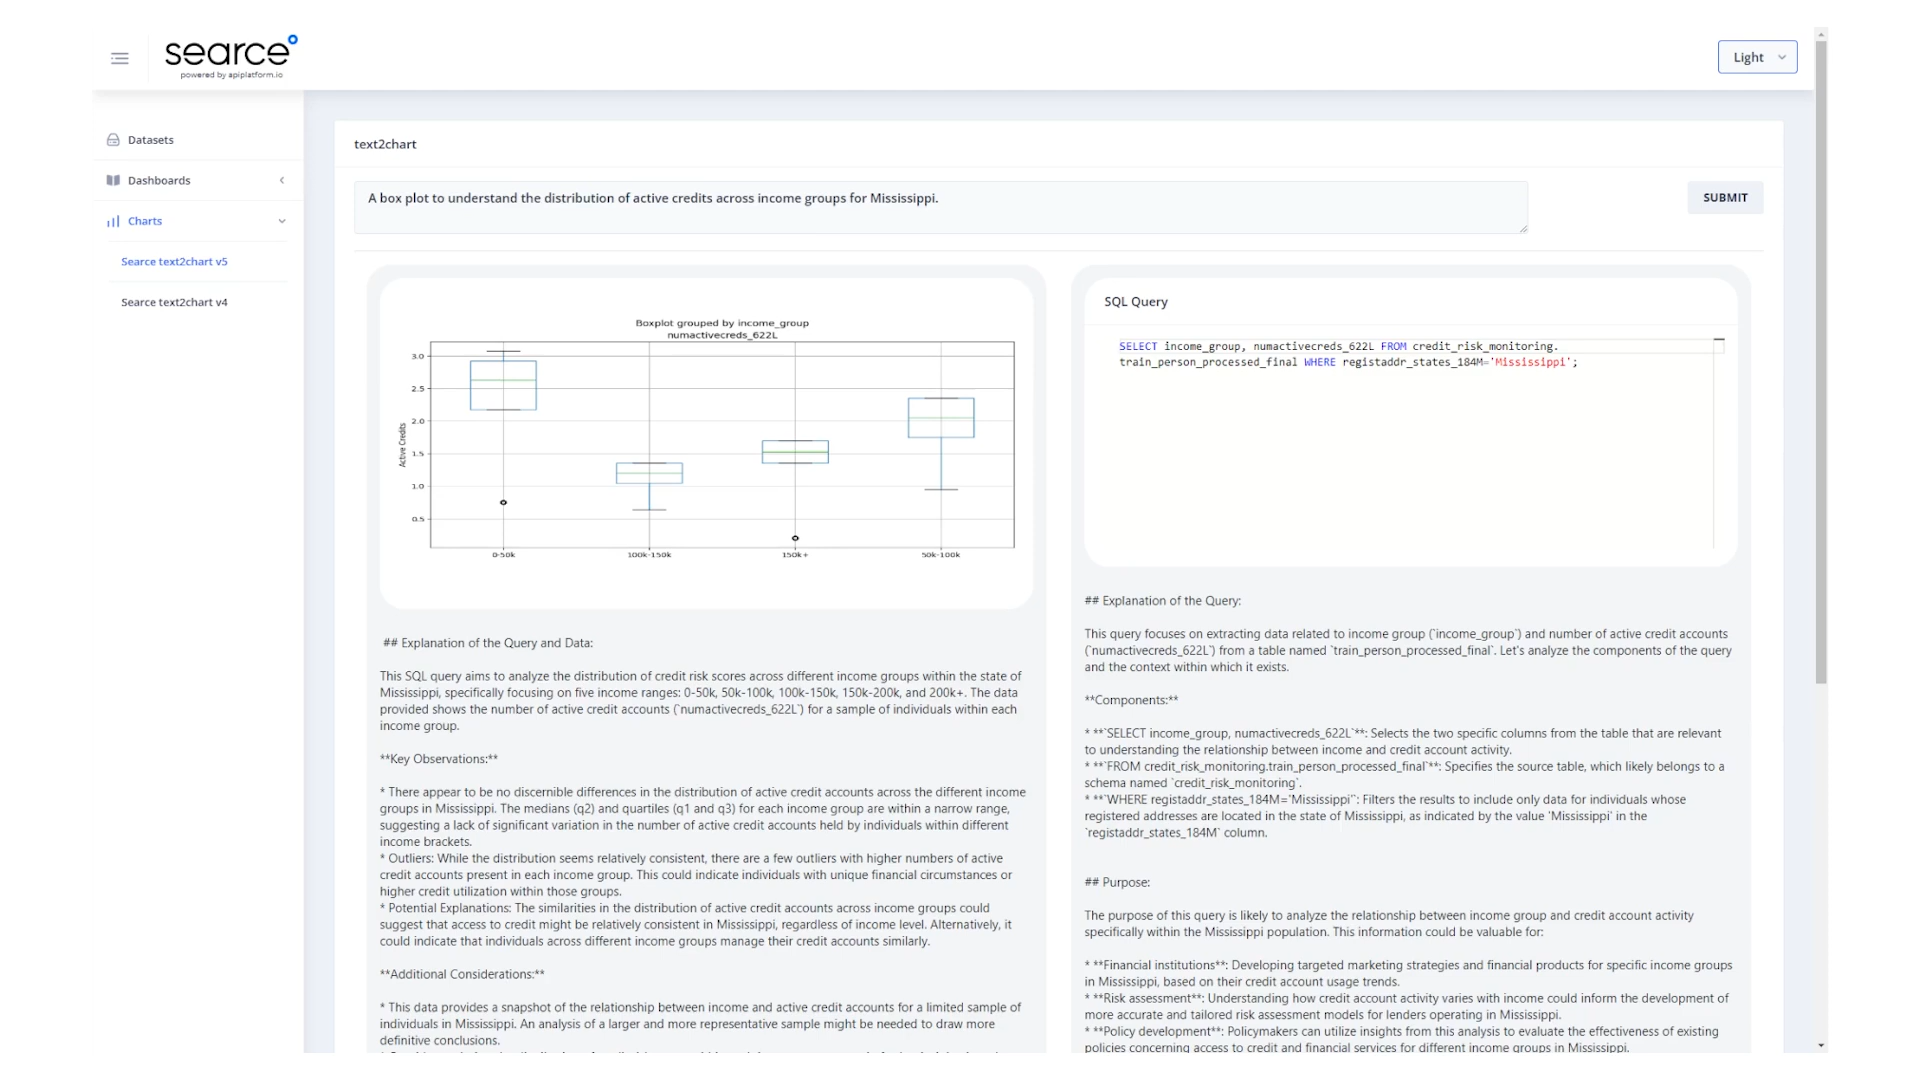 searce
powered by apiplatform.io
Light
Datasets
Dashboards
Charts
Searce text2chart v5
Searce text2chart v4
text2chart
A box plot to understand the distribution of active credits across income groups for Mississippi.
SUBMIT
Boxplot grouped by income_group
numactivecreds_622L
Active Credits
3.0
2.5
2.0
1.5
1.0
0.5
0-50k
100k-150k
150k+
50k-100k
## Explanation of the Query and Data:
This SQL query aims to analyze the distribution of credit risk scores across different income groups within the state of
Mississippi, specifically focusing on five income ranges: 0-50k, 50k-100k, 100k-150k, 150k-200k, and 200k+. The data
provided shows the number of active credit accounts (`numactivecreds_622L`) for a sample of individuals within each
income group.
**Key Observations:**
* There appear to be no discernible differences in the distribution of active credit accounts across the different income
groups in Mississippi. The medians (q2) and quartiles (q1 and q3) for each income group are within a narrow range,
suggesting a lack of significant variation in the number of active credit accounts held by individuals within different
income brackets.
* Outliers: While the distribution seems relatively consistent, there are a few outliers with higher numbers of active
credit accounts present in each income group. This could indicate individuals with unique financial circumstances or
higher credit utilization within those groups.
* Potential Explanations: The similarities in the distribution of active credit accounts across income groups could
suggest that access to credit might be relatively consistent in Mississippi, regardless of income level. Alternatively, it
could indicate that individuals across different income groups manage their credit accounts similarly.
**Additional Considerations:**
* This data provides a snapshot of the relationship between income and active credit accounts for a limited sample of
individuals in Mississippi. An analysis of a larger and more representative sample might be needed to draw more
definitive conclusions.
SQL Query
SELECT income_group, numactivecreds_622L FROM credit_risk_monitoring.
train_person_processed_final WHERE registaddr_states_184M='Mississippi';
## Explanation of the Query:
This query focuses on extracting data related to income group (`income_group`) and number of active credit accounts
(`numactivecreds_622L`) from a table named `train_person_processed_final`. Let's analyze the components of the query
and the context within which it exists.
**Components:**
* **`SELECT income_group, numactivecreds_622L`**: Selects the two specific columns from the table that are relevant
to understanding the relationship between income and credit account activity.
* **`FROM credit_risk_monitoring.train_person_processed_final`**: Specifies the source table, which likely belongs to a
schema named `credit_risk_monitoring`.
* **`WHERE registaddr_states_184M='Mississippi'`: Filters the results to include only data for individuals whose
registered addresses are located in the state of Mississippi, as indicated by the value 'Mississippi' in the
`registaddr_states_184M` column.
## Purpose:
The purpose of this query is likely to analyze the relationship between income group and credit account activity
specifically within the Mississippi population. This information could be valuable for:
* **Financial institutions**: Developing targeted marketing strategies and financial products for specific income groups
in Mississippi, based on their credit account usage trends.
* **Risk assessment**: Understanding how credit account activity varies with income could inform the development of
more accurate and tailored risk assessment models for lenders operating in Mississippi.
* **Policy development**: Policymakers can utilize insights from this analysis to evaluate the effectiveness of existing
policies concerning access to credit and financial services for different income groups in Mississippi.